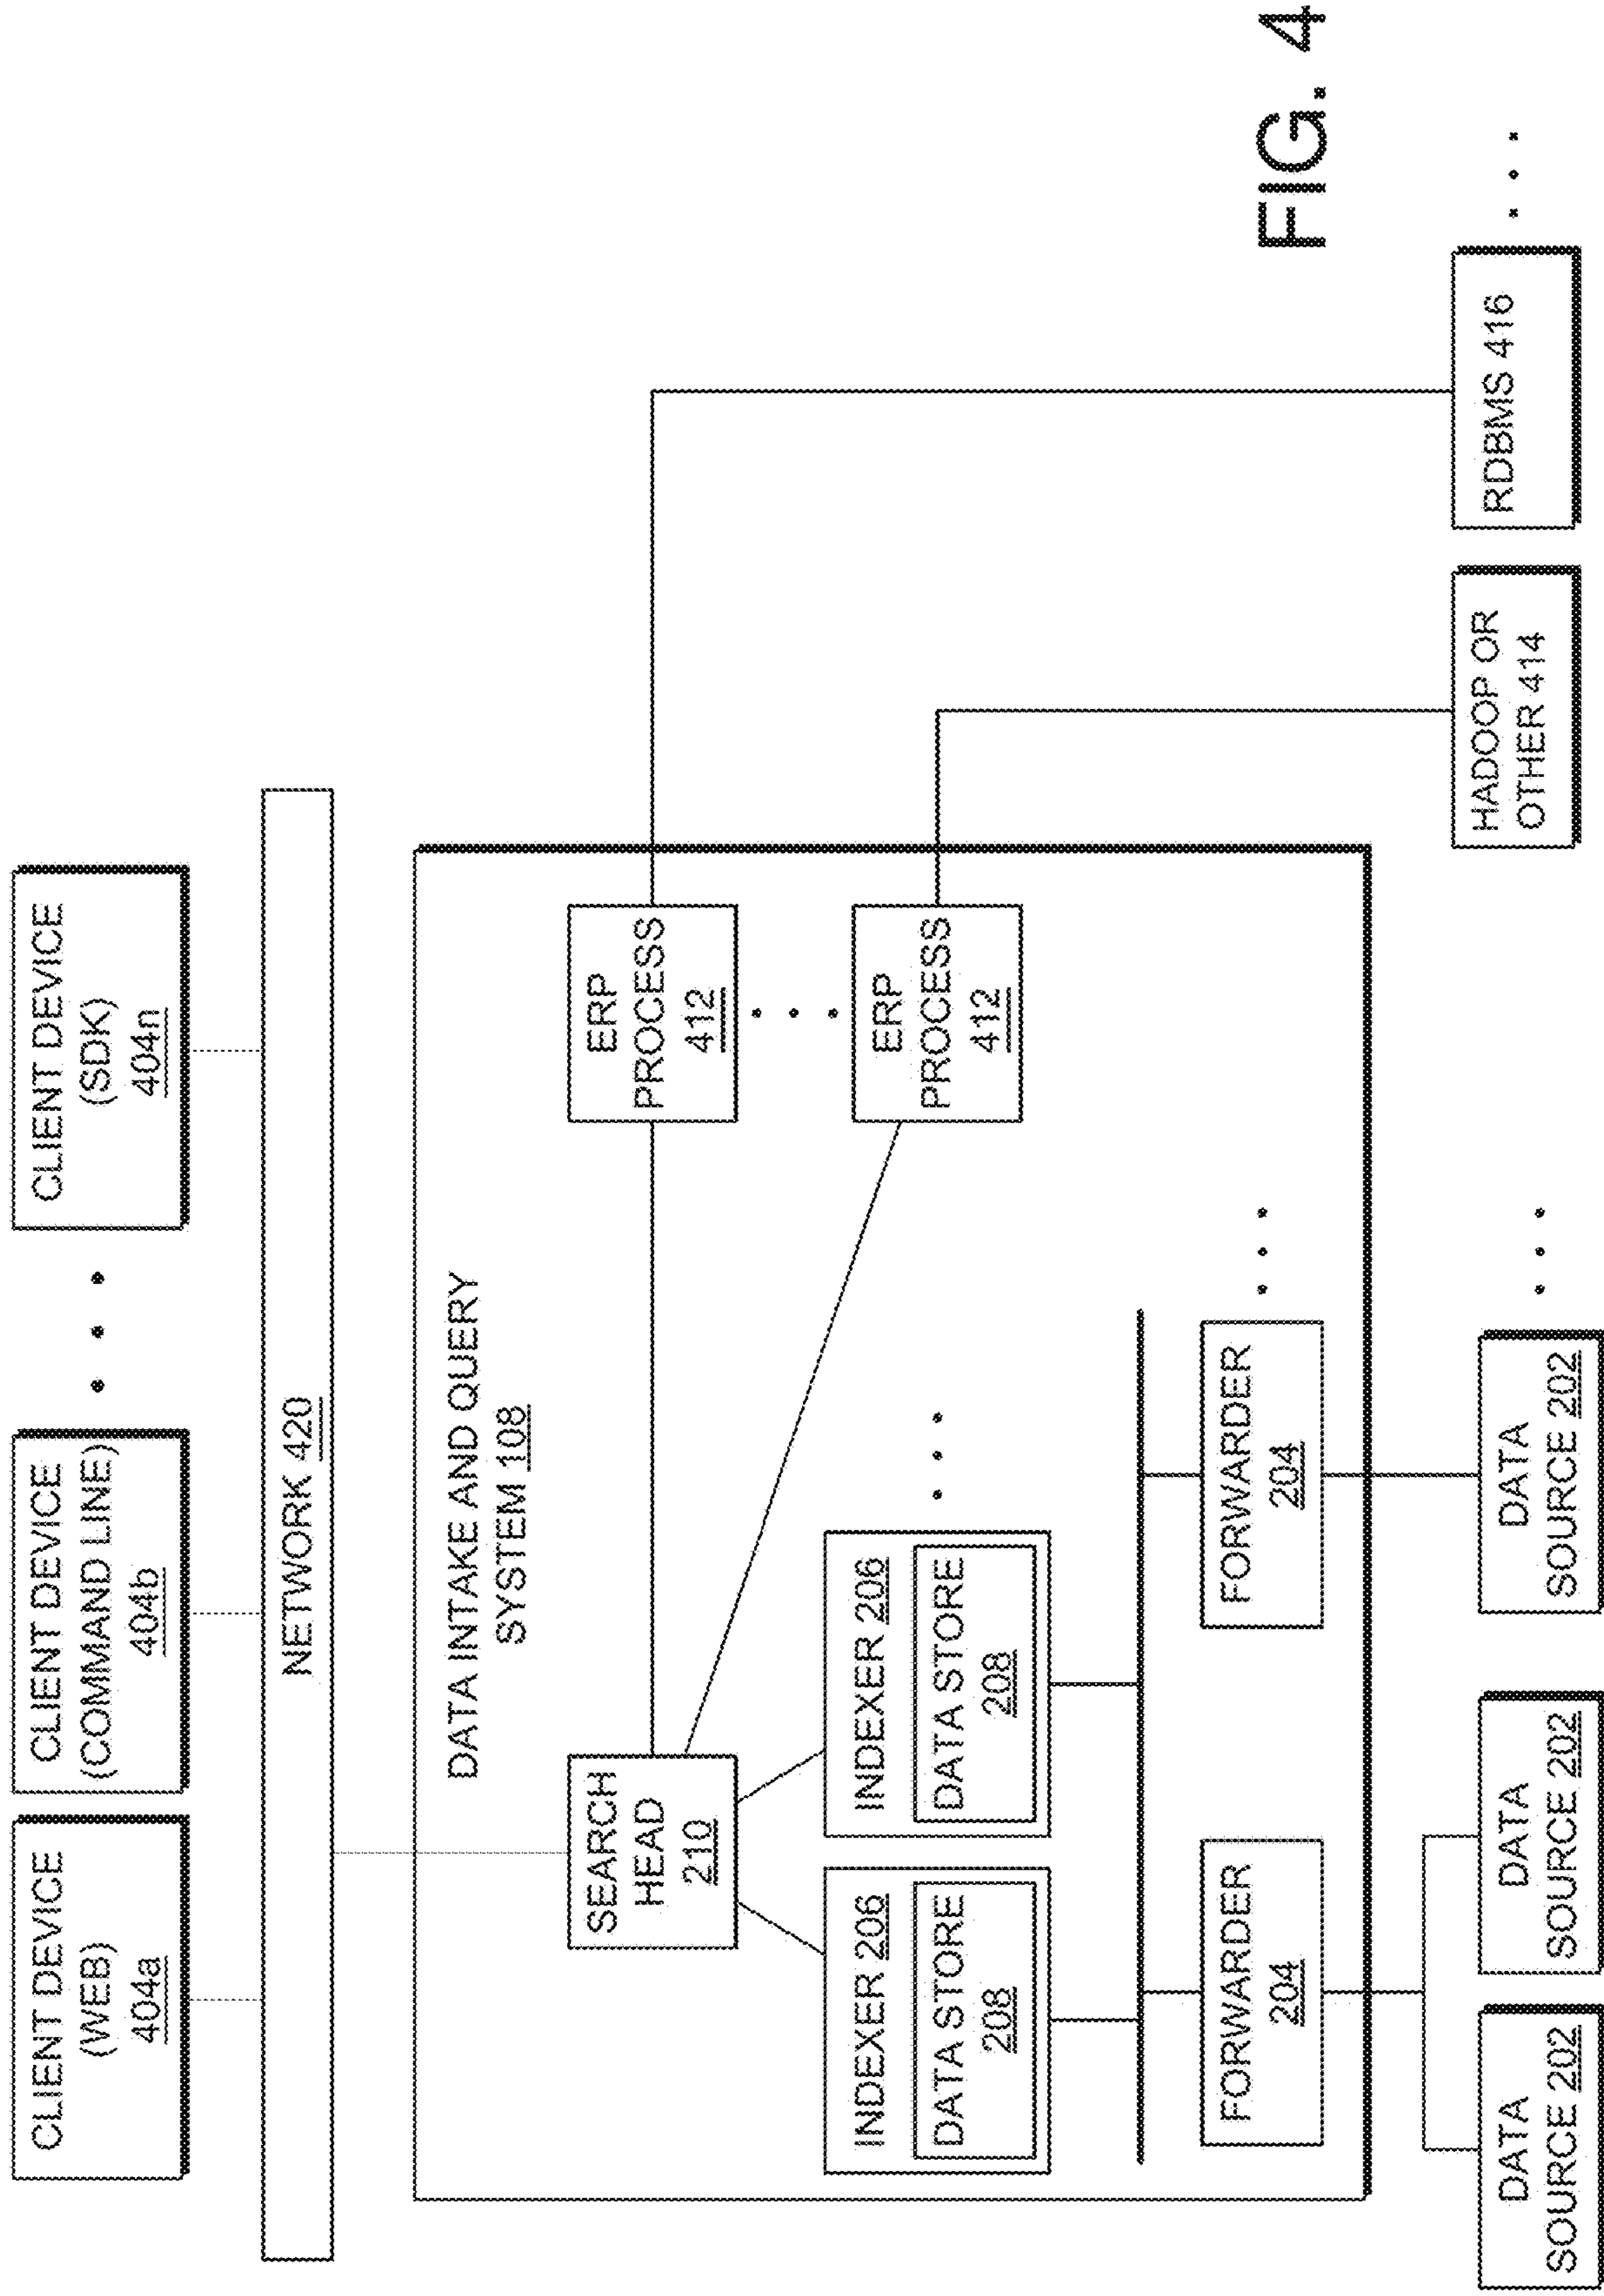 CLIENT DEVICE
(WEB)
404a
CLIENT DEVICE
(COMMAND LINE)
404b
CLIENT DEVICE
(SDK)
404n
NETWORK 420
DATA INTAKE AND QUERY
SYSTEM 108
SEARCH
HEAD
210
ERP
PROCESS
412
INDEXER 206
DATA STORE
208
INDEXER 206
DATA STORE
208
ERP
PROCESS
412
FORWARDER
204
FORWARDER
204
DATA
SOURCE 202
DATA
SOURCE 202
DATA
SOURCE 202
HADOOP OR
OTHER 414
RDBMS 416
FIG. 4